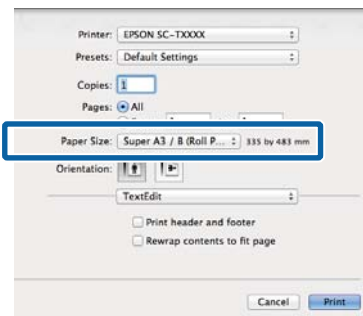 Printer: EPSON SC-TXXXX
Presets: Default Settings
Copies: 1
Pages: All
Paper Size: Super A3 / B (Roll P... 335 by 483 mm
Orientation:
TextEdit
Print header and footer
Rewrap contents to fit page
Cancel Print